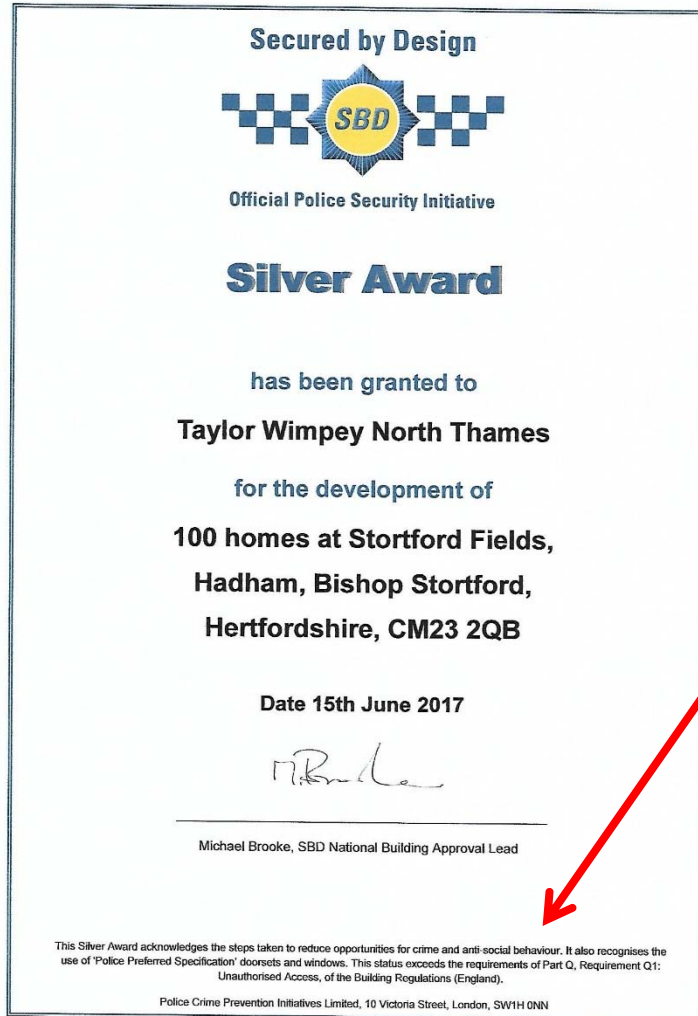 Secured by Design
SBD
Official Police Security Initiative
Silver Award
has been granted to
Taylor Wimpey North Thames
for the development of
100 homes at Stortford Fields,
Hadham, Bishop Stortford,
Hertfordshire, CM23 2QB
Date 15th June 2017
M.Brooke
Michael Brooke, SBD National Building Approval Lead
This Silver Award acknowledges the steps taken to reduce opportunities for crime and anti-social behaviour. It also recognises the
use of 'Police Preferred Specification' doorsets and windows. This status exceeds the requirements of Part Q, Requirement Q1:
Unauthorised Access, of the Building Regulations (England).
Police Crime Prevention Initiatives Limited, 10 Victoria Street, London, SW1H 0NN